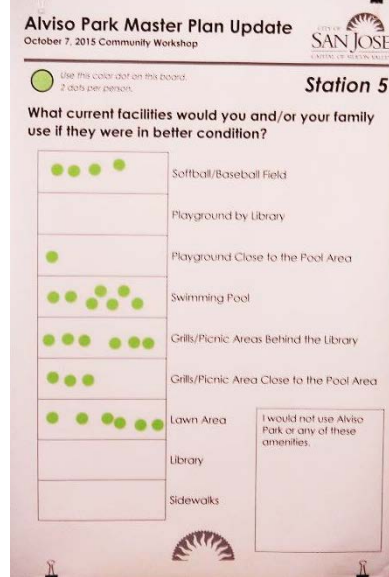 Alviso Park Master Plan Update
October 7, 2015 Community Workshop
CITY OF
SAN JOSE
CAPITAL OF SILICON VALLEY
Use this color dot on this board.
2 dots per person.
Station 5
What current facilities would you and/or your family
use if they were in better condition?
Softball/Baseball Field
Playground by Library
Playground Close to the Pool Area
Swimming Pool
Grills/Picnic Areas Behind the Library
Grills/Picnic Area Close to the Pool Area
Lawn Area
I would not use Alviso
Park or any of these
amenities.
Library
Sidewalks